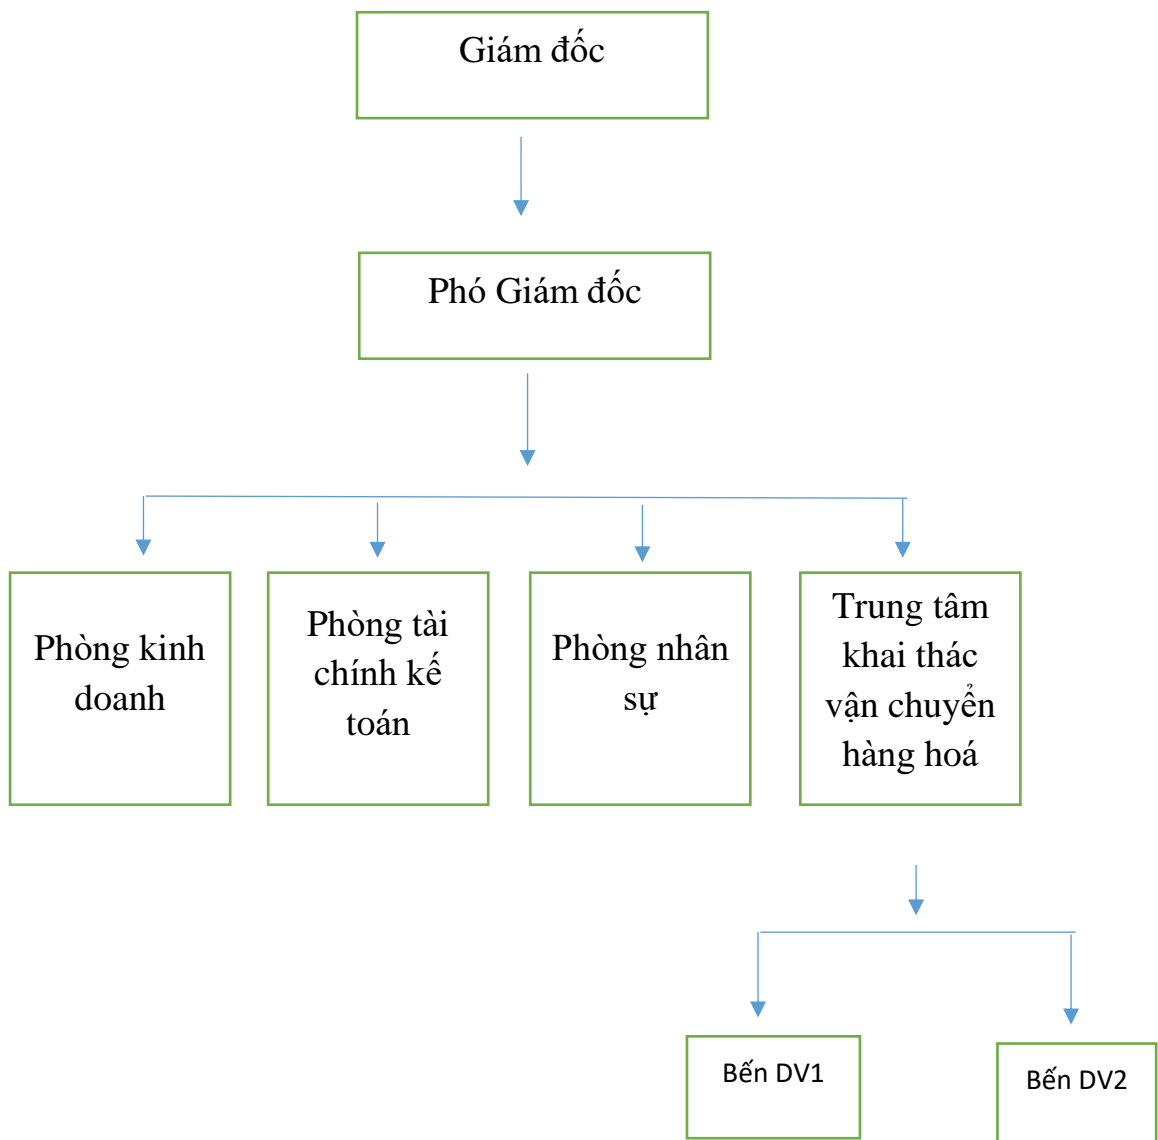 Giám đốc
Phó Giám đốc
Phòng kinh
doanh
Phòng tài
chính kế
toán
Phòng nhân
sự
Trung tâm
khai thác
vận chuyển
hàng hoá
Bến DV1
Bến DV2